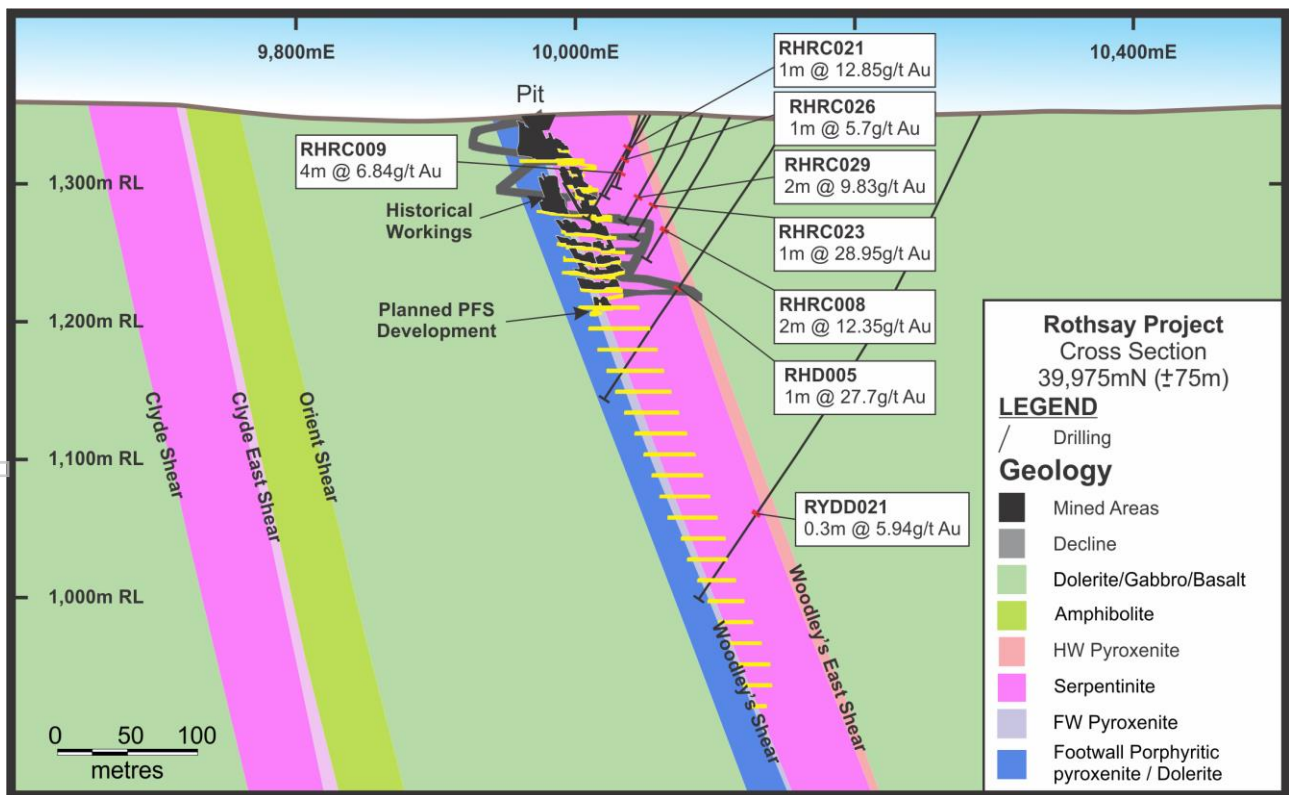 9,800mE
10,000mE
10,400mE
Pit
RHRC021
1m @ 12.85g/t Au
RHRC026
1m @ 5.7g/t Au
RHRC009
4m @ 6.84g/t Au
RHRC029
2m @ 9.83g/t Au
1,300m RL
Historical
Workings
RHRC023
1m @ 28.95g/t Au
Planned PFS
Development
RHRC008
2m @ 12.35g/t Au
1,200m RL
RHD005
1m @ 27.7g/t Au
Clyde Shear
Clyde East Shear
Orient Shear
1,100m RL
RYDD021
0.3m @ 5.94g/t Au
1,000m RL
Woodley's Shear
Woodley's East Shear
0 50 100
metres
Rothsay Project
Cross Section
39,975mN (±75m)
LEGEND
Drilling
Geology
Mined Areas
Decline
Dolerite/Gabbro/Basalt
Amphibolite
HW Pyroxenite
Serpentinite
FW Pyroxenite
Footwall Porphyritic
pyroxenite / Dolerite